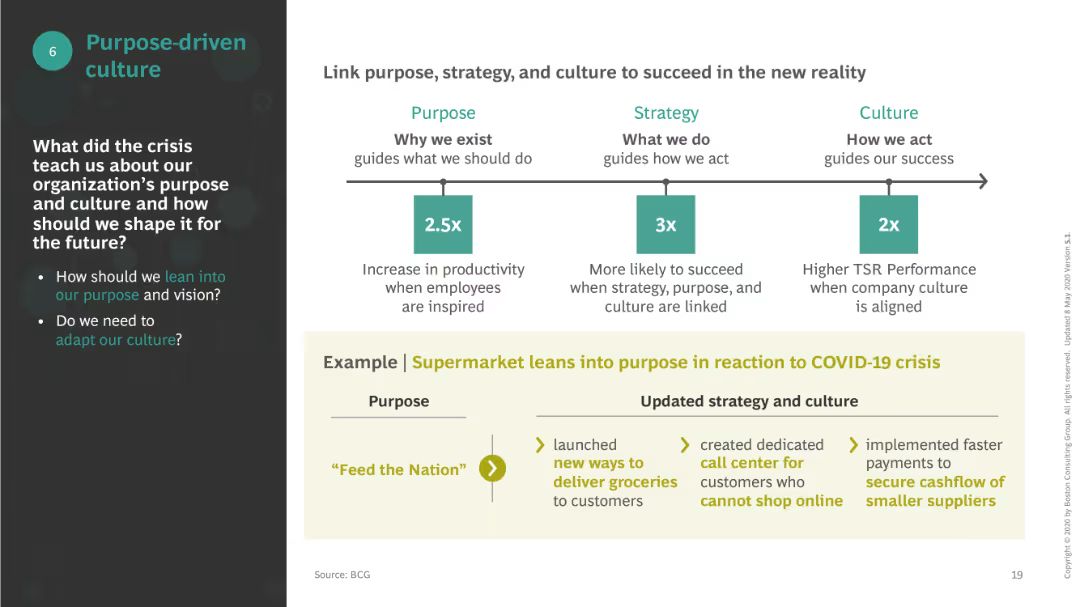 6
Purpose-driven
culture
What did the crisis
teach us about our
organization's purpose
and culture and how
should we shape it for
the future?
• How should we lean into
our purpose and vision?
• Do we need to
adapt our culture?
Link purpose, strategy, and culture to succeed in the new reality
Purpose
Why we exist
guides what we should do
Strategy
What we do
guides how we act
Culture
How we act
guides our success
2.5x
3x
2x
Increase in productivity
when employees
are inspired
More likely to succeed
when strategy, purpose, and
culture are linked
Higher TSR Performance
when company culture
is aligned
Example | Supermarket leans into purpose in reaction to COVID-19 crisis
Purpose
Updated strategy and culture
“Feed the Nation”
launched
new ways to
deliver groceries
to customers
created dedicated
call center for
customers who
cannot shop online
implemented faster
payments to
secure cashflow of
smaller suppliers
Source: BCG
19
Copyright © 2020 by Boston Consulting Group. All rights reserved. Updated 8 May 2020 Version 5.1.